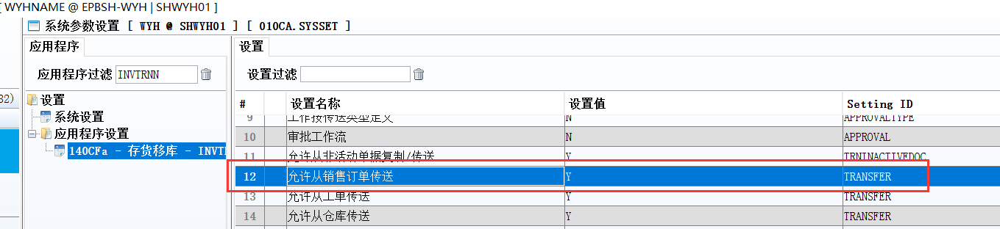 [ WYHNAME @ EPBSH-WYH | SHWYH01 ]
系统参数设置 [ WYH @ SHWYH01 ] [ 010CA.SYSSET ]
应用程序
应用程序过滤 INVTRNN
32)
设置
系统设置
应用程序设置
140CFa - 存货移库 - INVT
设置
设置过滤
# 设置名称 设置值 Setting ID
9 工作按传送类型定义 N APPROVALTYPE
10 审批工作流 N APPROVAL
11 允许从非活动单据复制/传送 Y TRNINACTIVEDOC
12 允许从销售订单传送 Y TRANSFER
13 允许从工单传送 Y TRANSFER
14 允许从仓库传送 Y TRANSFER